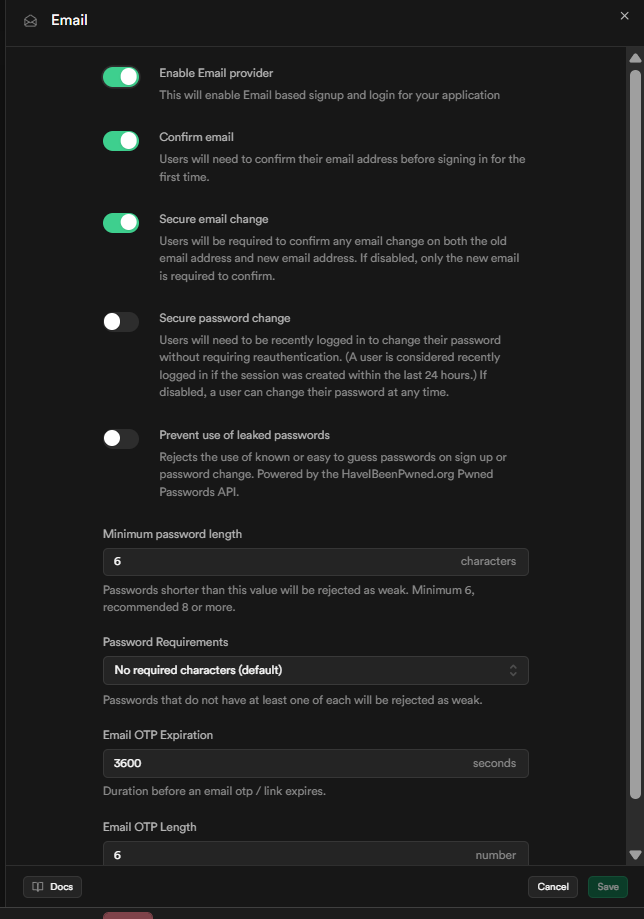 Email
Enable Email provider
This will enable Email based signup and login for your application
Confirm email
Users will need to confirm their email address before signing in for the
first time.
Secure email change
Users will be required to confirm any email change on both the old
email address and new email address. If disabled, only the new email
is required to confirm.
Secure password change
Users will need to be recently logged in to change their password
without requiring reauthentication. (A user is considered recently
logged in if the session was created within the last 24 hours.) If
disabled, a user can change their password at any time.
Prevent use of leaked passwords
Rejects the use of known or easy to guess passwords on sign up or
password change. Powered by the HaveIBeenPwned.org Pwned
Passwords API.
Minimum password length
6 characters
Passwords shorter than this value will be rejected as weak. Minimum 6,
recommended 8 or more.
Password Requirements
No required characters (default)
Passwords that do not have at least one of each will be rejected as weak.
Email OTP Expiration
3600 seconds
Duration before an email otp / link expires.
Email OTP Length
6 number
Docs Cancel Save